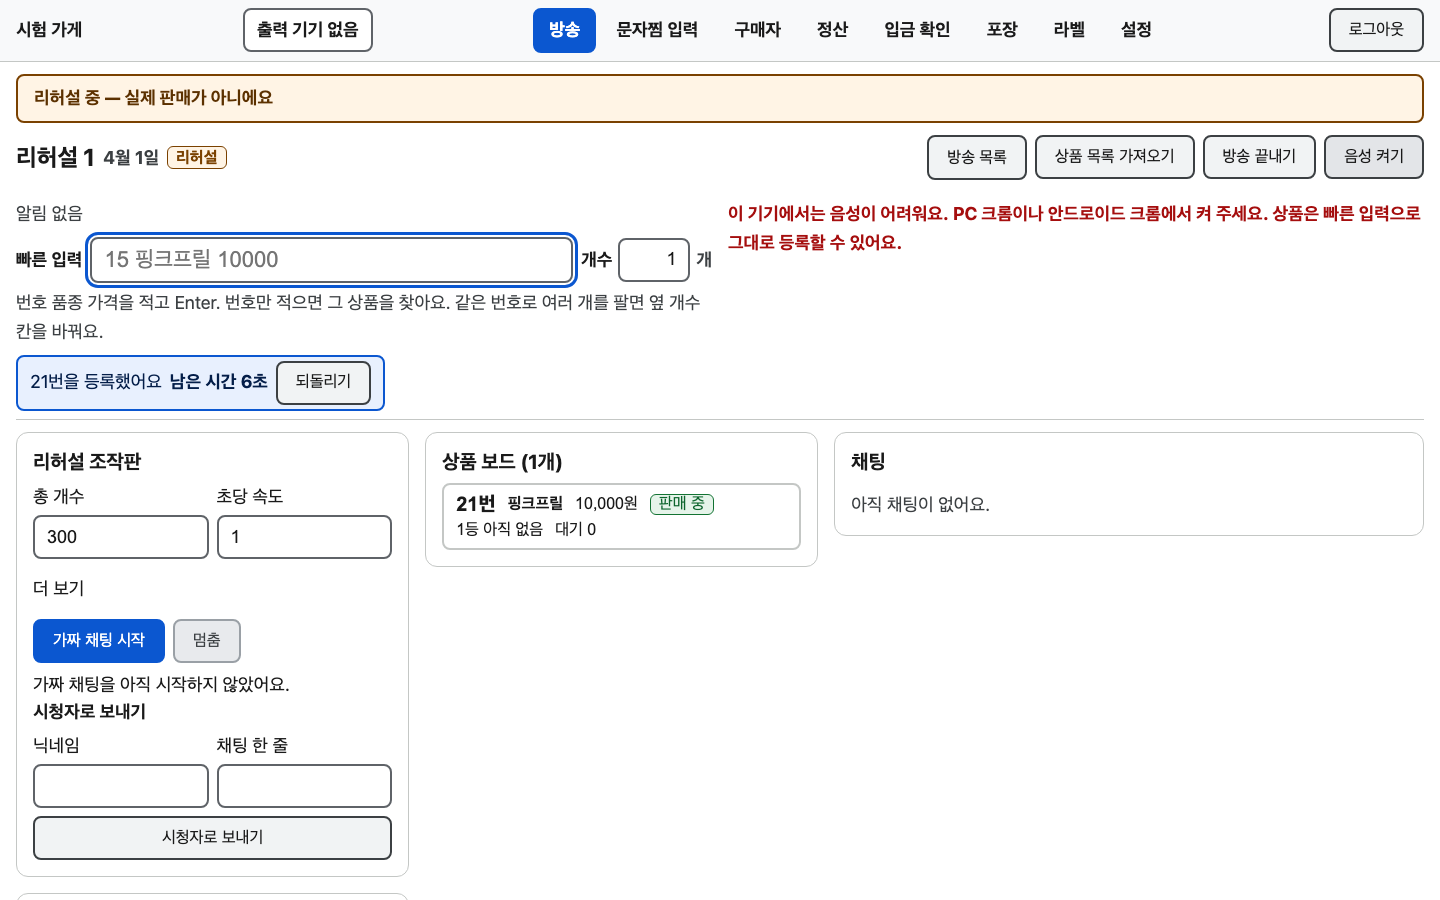 시험 가게
출력 기기 없음
방송 문자찜 입력 구매자 정산 입금 확인 포장 라벨 설정
로그아웃
리허설 중 — 실제 판매가 아니에요
리허설 1 4월 1일 리허설
방송 목록 상품 목록 가져오기 방송 끝내기 음성 켜기
알림 없음
빠른 입력 15 핑크프릴 10000 개수 1 개
번호 품종 가격을 적고 Enter. 번호만 적으면 그 상품을 찾아요. 같은 번호로 여러 개를 팔면 옆 개수
칸을 바꿔요.
21번을 등록했어요 남은 시간 6초 되돌리기
이 기기에서는 음성이 어려워요. PC 크롬이나 안드로이드 크롬에서 켜 주세요. 상품은 빠른 입력으로
그대로 등록할 수 있어요.
리허설 조작판
총 개수 초당 속도
300 1
더 보기
가짜 채팅 시작 멈춤
가짜 채팅을 아직 시작하지 않았어요.
시청자로 보내기
닉네임 채팅 한 줄
시청자로 보내기
상품 보드 (1개)
21번 핑크프릴 10,000원 판매 중
1등 아직 없음 대기 0
채팅
아직 채팅이 없어요.